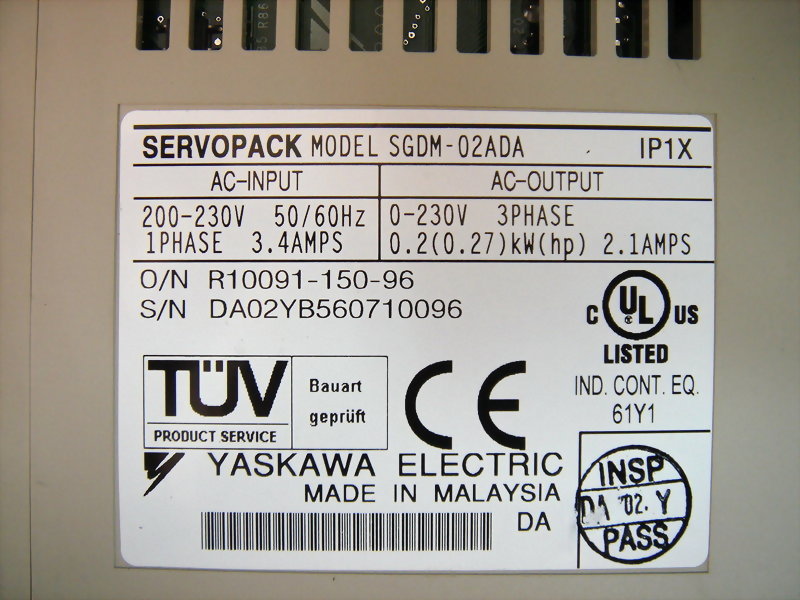 SERVOPACK MODEL SGDM-02ADA IP1X
AC-INPUT AC-OUTPUT
200-230V 50/60Hz 0-230V 3PHASE
1PHASE 3.4AMPS 0.2(0.27)kW(hp) 2.1AMPS
O/N R10091-150-96
S/N DA02YB560710096
C UL US
LISTED
IND. CONT. EQ.
61Y1
TÜV
PRODUCT SERVICE
Bauart
geprüft
CE
YASKAWA ELECTRIC
MADE IN MALAYSIA
DA
INSP
'02. Y
PASS